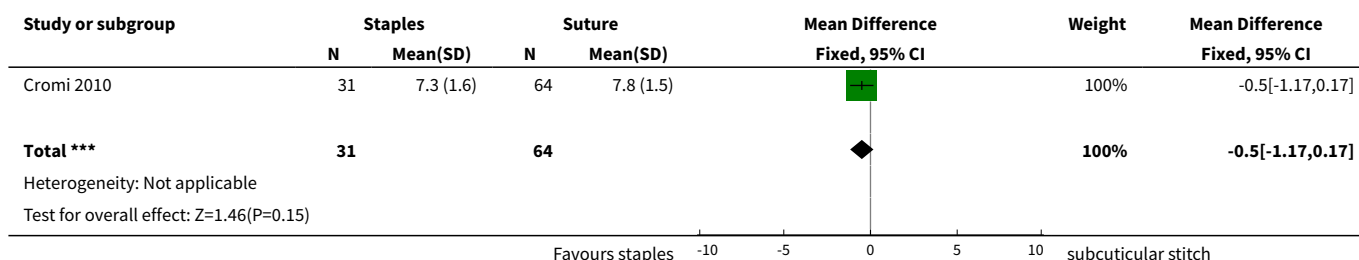 Study or subgroup Staples Suture Mean Difference Weight Mean Difference
N Mean(SD) N Mean(SD) Fixed, 95% CI Fixed, 95% CI
Cromi 2010 31 7.3 (1.6) 64 7.8 (1.5) 100% -0.5[-1.17,0.17]
Total *** 31 64 100% -0.5[-1.17,0.17]
Heterogeneity: Not applicable
Test for overall effect: Z=1.46(P=0.15)
Favours staples -10 -5 0 5 10 subcuticular stitch